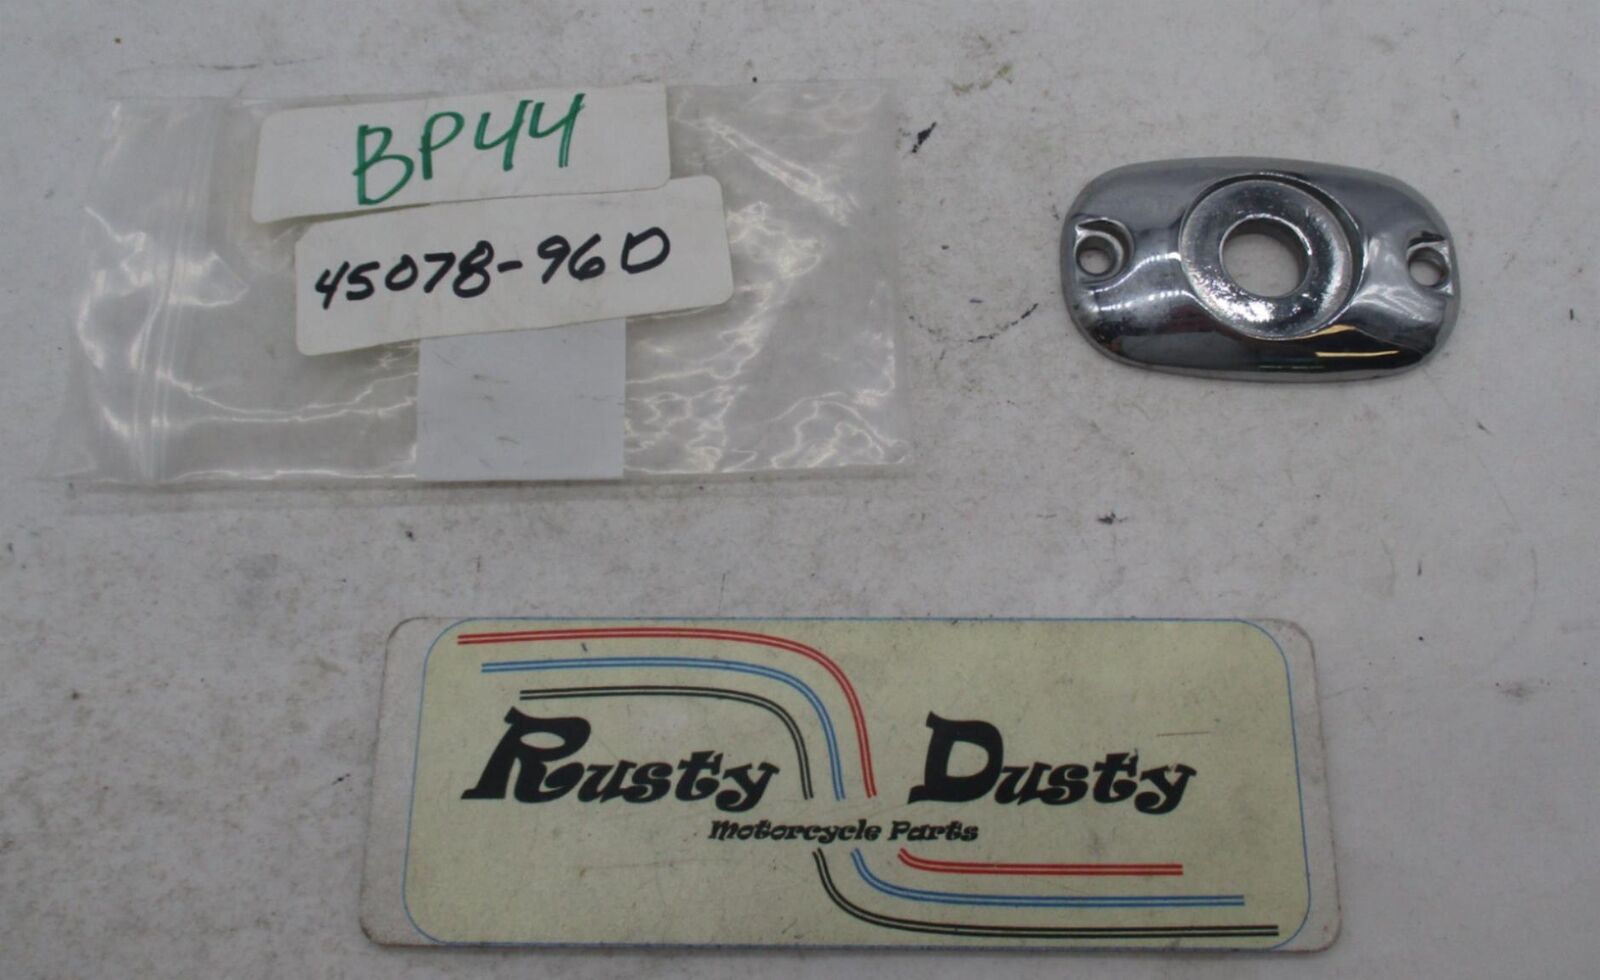 BP44
45078-96D
Rusty Dusty
Motorcycle Parts